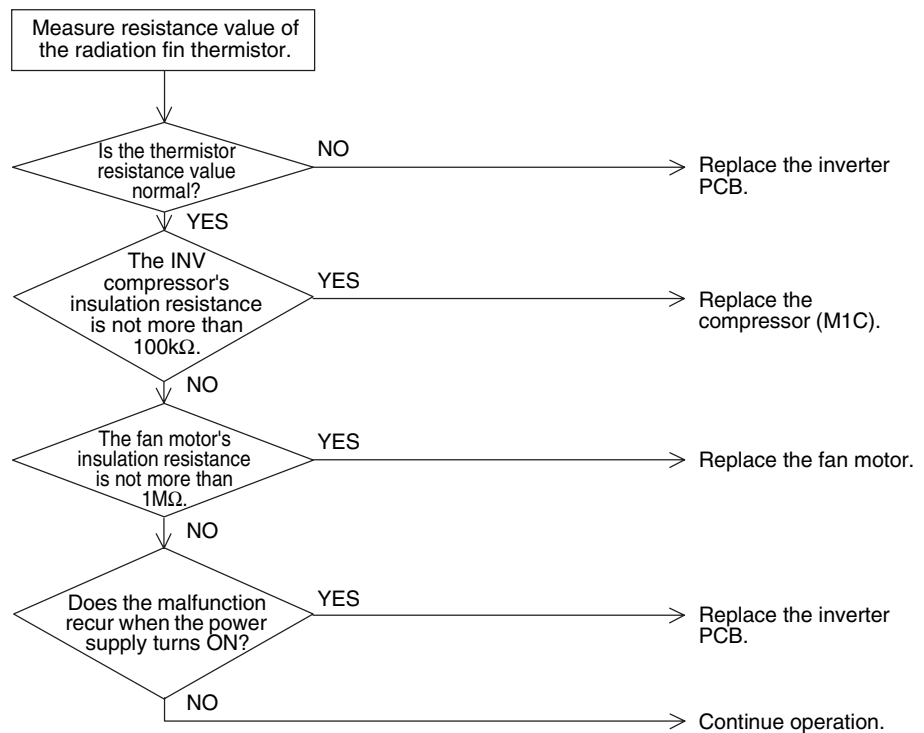 Measure resistance value of
the radiation fin thermistor.
Is the thermistor
resistance value
normal?
NO
Replace the inverter
PCB.
YES
The INV
compressor's
insulation resistance
is not more than
100kΩ.
YES
Replace the
compressor (M1C).
NO
The fan motor's
insulation resistance
is not more than
1MΩ.
YES
Replace the fan motor.
NO
Does the malfunction
recur when the power
supply turns ON?
YES
Replace the inverter
PCB.
NO
Continue operation.